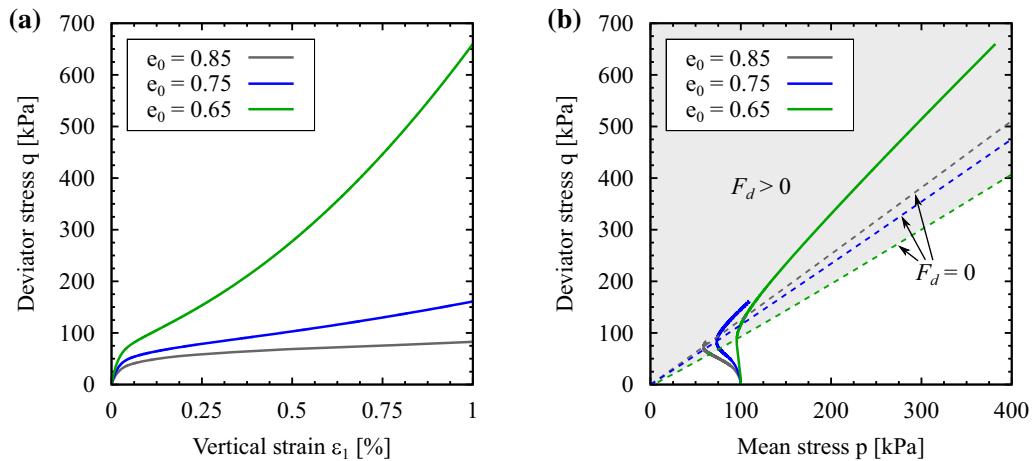 (a)
Deviator stress q [kPa]
700
600
500
400
300
200
100
0
e₀ = 0.85
e₀ = 0.75
e₀ = 0.65
0 0.25 0.5 0.75 1
Vertical strain ε₁ [%]
(b)
Deviator stress q [kPa]
700
600
500
400
300
200
100
0
e₀ = 0.85
e₀ = 0.75
e₀ = 0.65
F_d > 0
F_d = 0
0 100 200 300 400
Mean stress p [kPa]